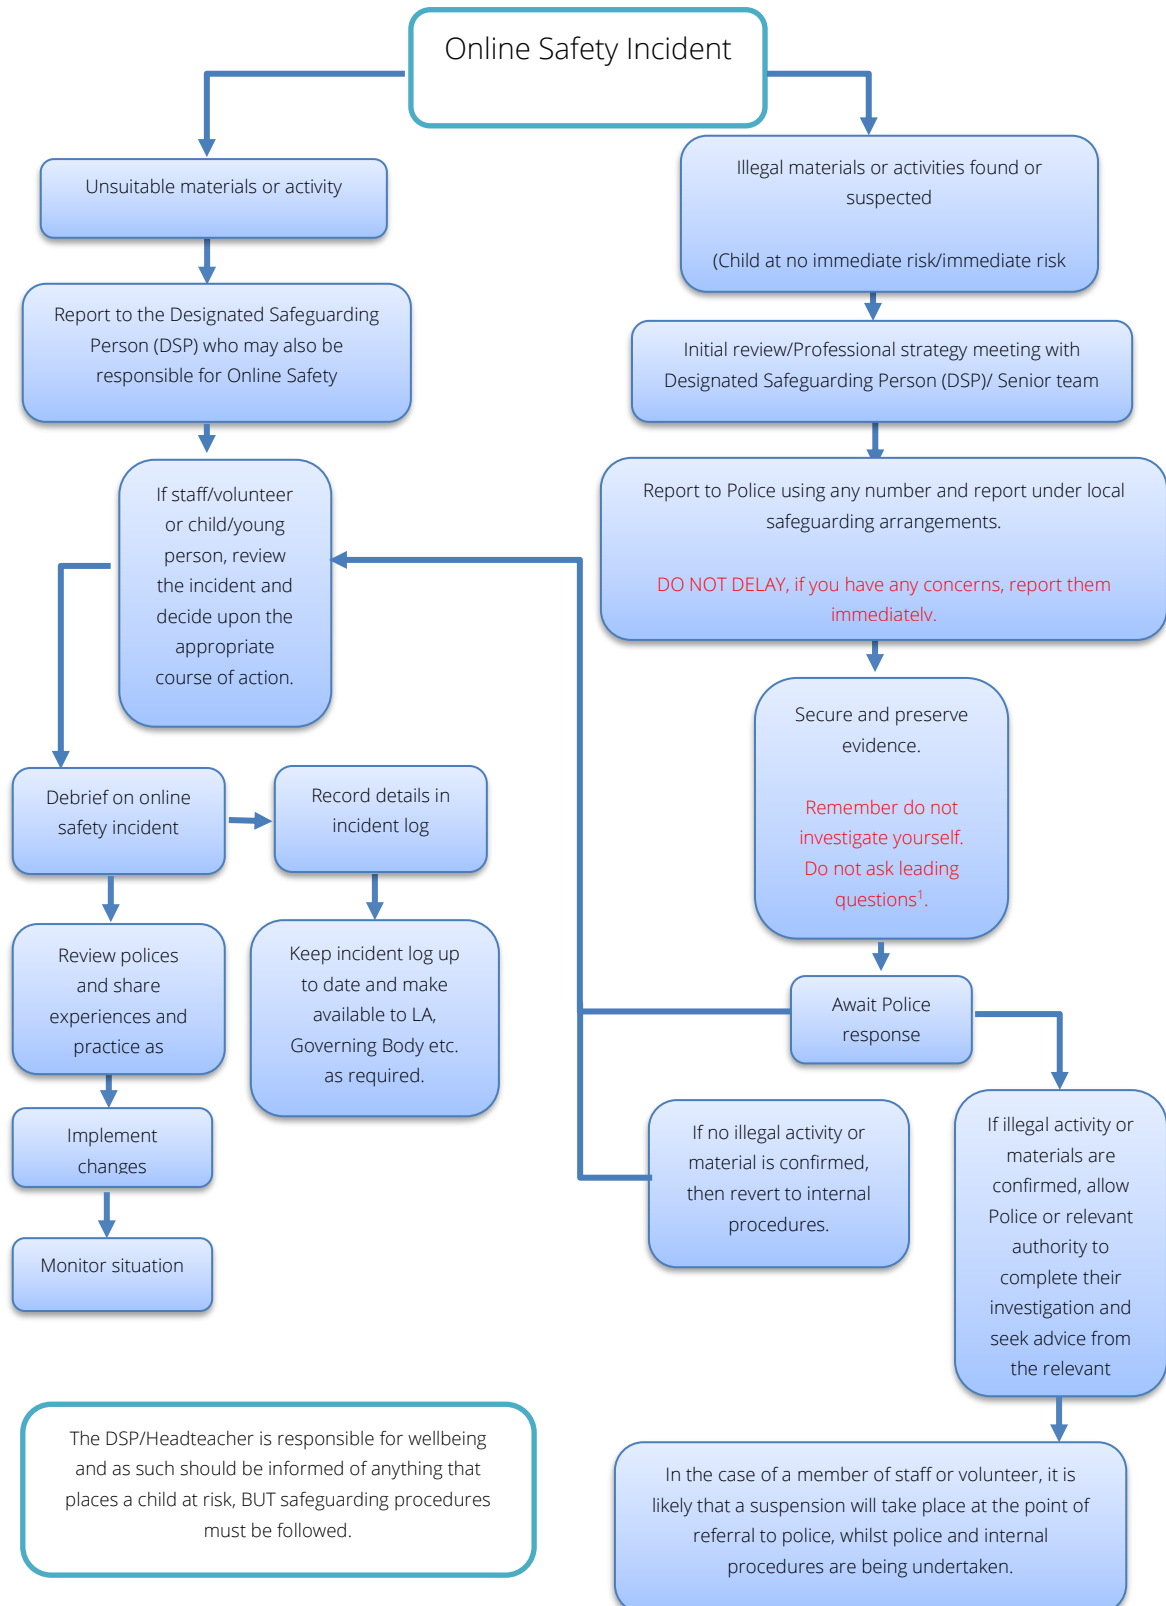 Online Safety Incident
Unsuitable materials or activity
Report to the Designated Safeguarding
Person (DSP) who may also be
responsible for Online Safety
If staff/volunteer
or child/young
person, review
the incident and
decide upon the
appropriate
course of action.
Debrief on online
safety incident
Record details in
incident log
Review polices
and share
experiences and
practice as
Keep incident log up
to date and make
available to LA,
Governing Body etc.
as required.
Implement
changes
Monitor situation
Illegal materials or activities found or
suspected
(Child at no immediate risk/immediate risk
Initial review/Professional strategy meeting with
Designated Safeguarding Person (DSP)/ Senior team
Report to Police using any number and report under local
safeguarding arrangements.
DO NOT DELAY, if you have any concerns, report them
immediately.
Secure and preserve
evidence.
Remember do not
investigate yourself.
Do not ask leading
questions¹.
Await Police
response
If no illegal activity or
material is confirmed,
then revert to internal
procedures.
If illegal activity or
materials are
confirmed, allow
Police or relevant
authority to
complete their
investigation and
seek advice from
the relevant
In the case of a member of staff or volunteer, it is
likely that a suspension will take place at the point of
referral to police, whilst police and internal
procedures are being undertaken.
The DSP/Headteacher is responsible for wellbeing
and as such should be informed of anything that
places a child at risk, BUT safeguarding procedures
must be followed.